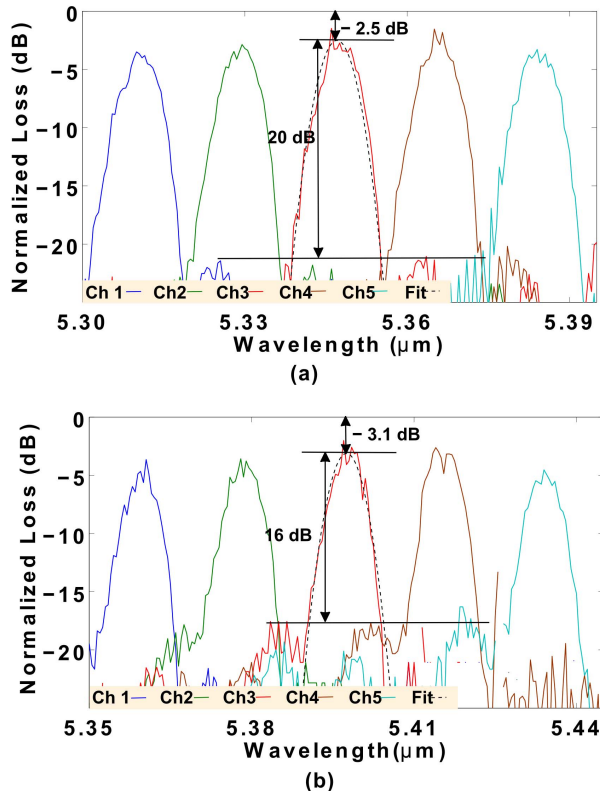 0
− 2.5 dB
−5
−10
20 dB
−15
−20
Normalized Loss (dB)
Ch 1 Ch2 Ch3 Ch4 Ch5 Fit
5.30 5.33 5.36 5.39
Wavelength (μm)
(a)
0
− 3.1 dB
−5
−10
16 dB
−15
−20
Normalized Loss (dB)
Ch 1 Ch2 Ch3 Ch4 Ch5 Fit
5.35 5.38 5.41 5.44
Wavelength(μm)
(b)